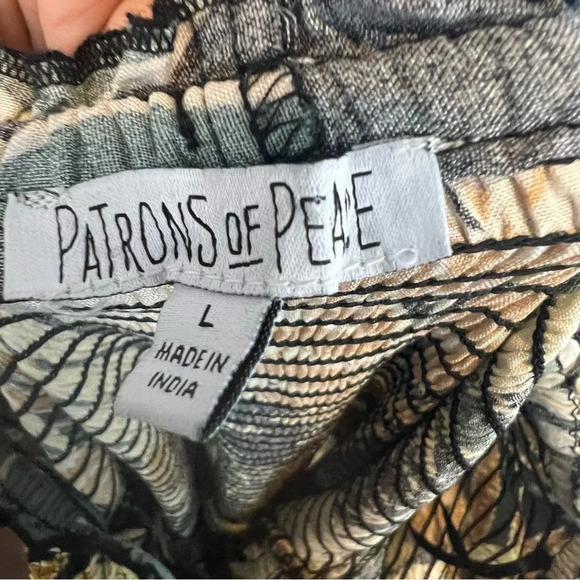 PATRONS OF PEACE
L
MADE IN
INDIA